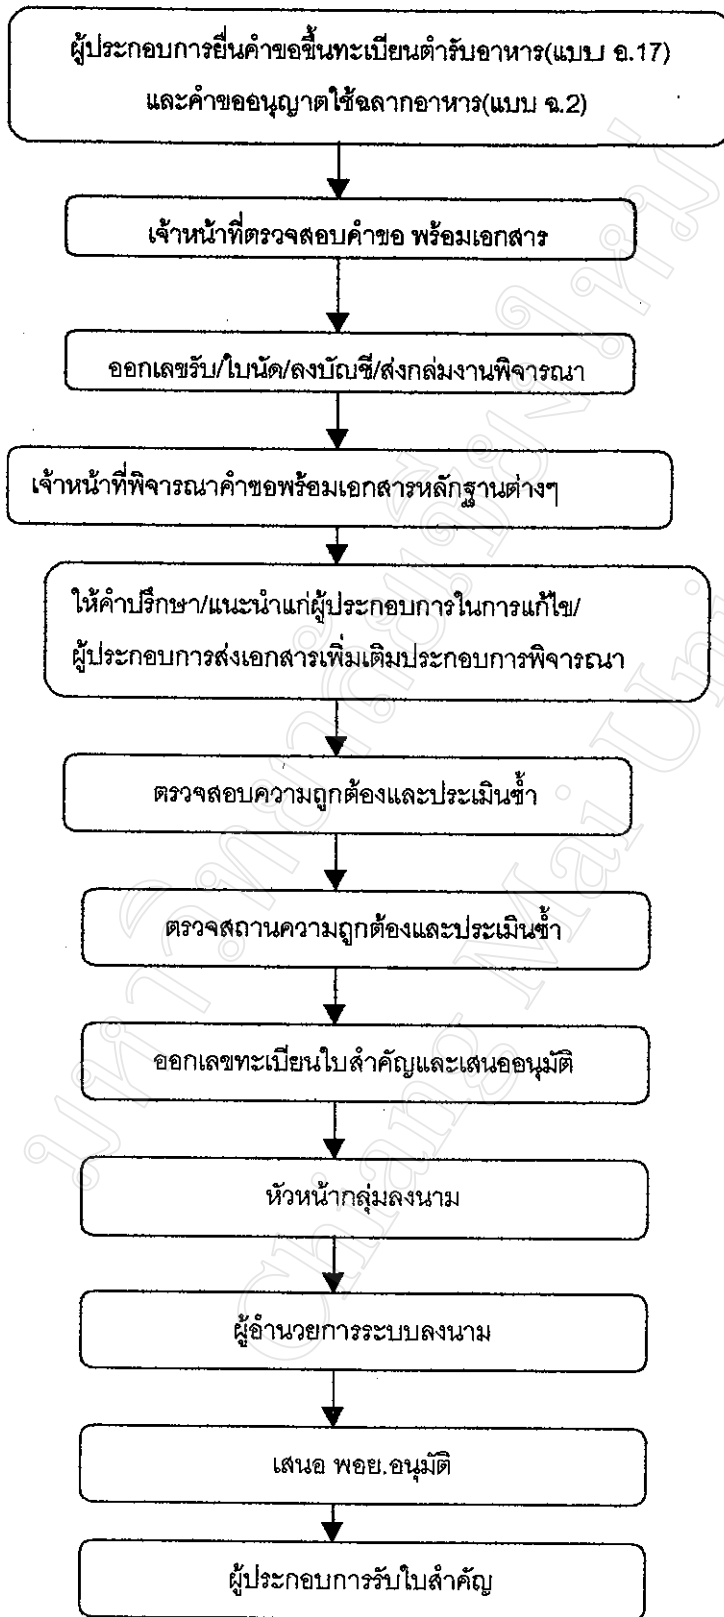 ผู้ประกอบการยื่นคำขอขึ้นทะเบียนตำรับอาหาร(แบบ อ.17)
และคำขออนุญาตใช้ฉลากอาหาร(แบบ ฉ.2)
เจ้าหน้าที่ตรวจสอบคำขอ พร้อมเอกสาร
ออกเลขรับ/ใบนัด/ลงบัญชี/ส่งกลุ่มงานพิจารณา
เจ้าหน้าที่พิจารณาคำขอพร้อมเอกสารหลักฐานต่างๆ
ให้คำปรึกษา/แนะนำแก่ผู้ประกอบการในการแก้ไข/
ผู้ประกอบการส่งเอกสารเพิ่มเติมประกอบการพิจารณา
ตรวจสอบความถูกต้องและประเมินซ้ำ
ตรวจสถานความถูกต้องและประเมินซ้ำ
ออกเลขทะเบียนใบสำคัญและเสนออนุมัติ
หัวหน้ากลุ่มลงนาม
ผู้อำนวยการระบบลงนาม
เสนอ พอย.อนุมัติ
ผู้ประกอบการรับใบสำคัญ
มหาวิทยาลัยเชียงใหม่
Chiang Mai Uni